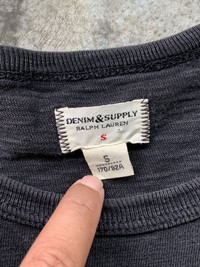 DENIM & SUPPLY
RALPH LAUREN
S
S
170/92A